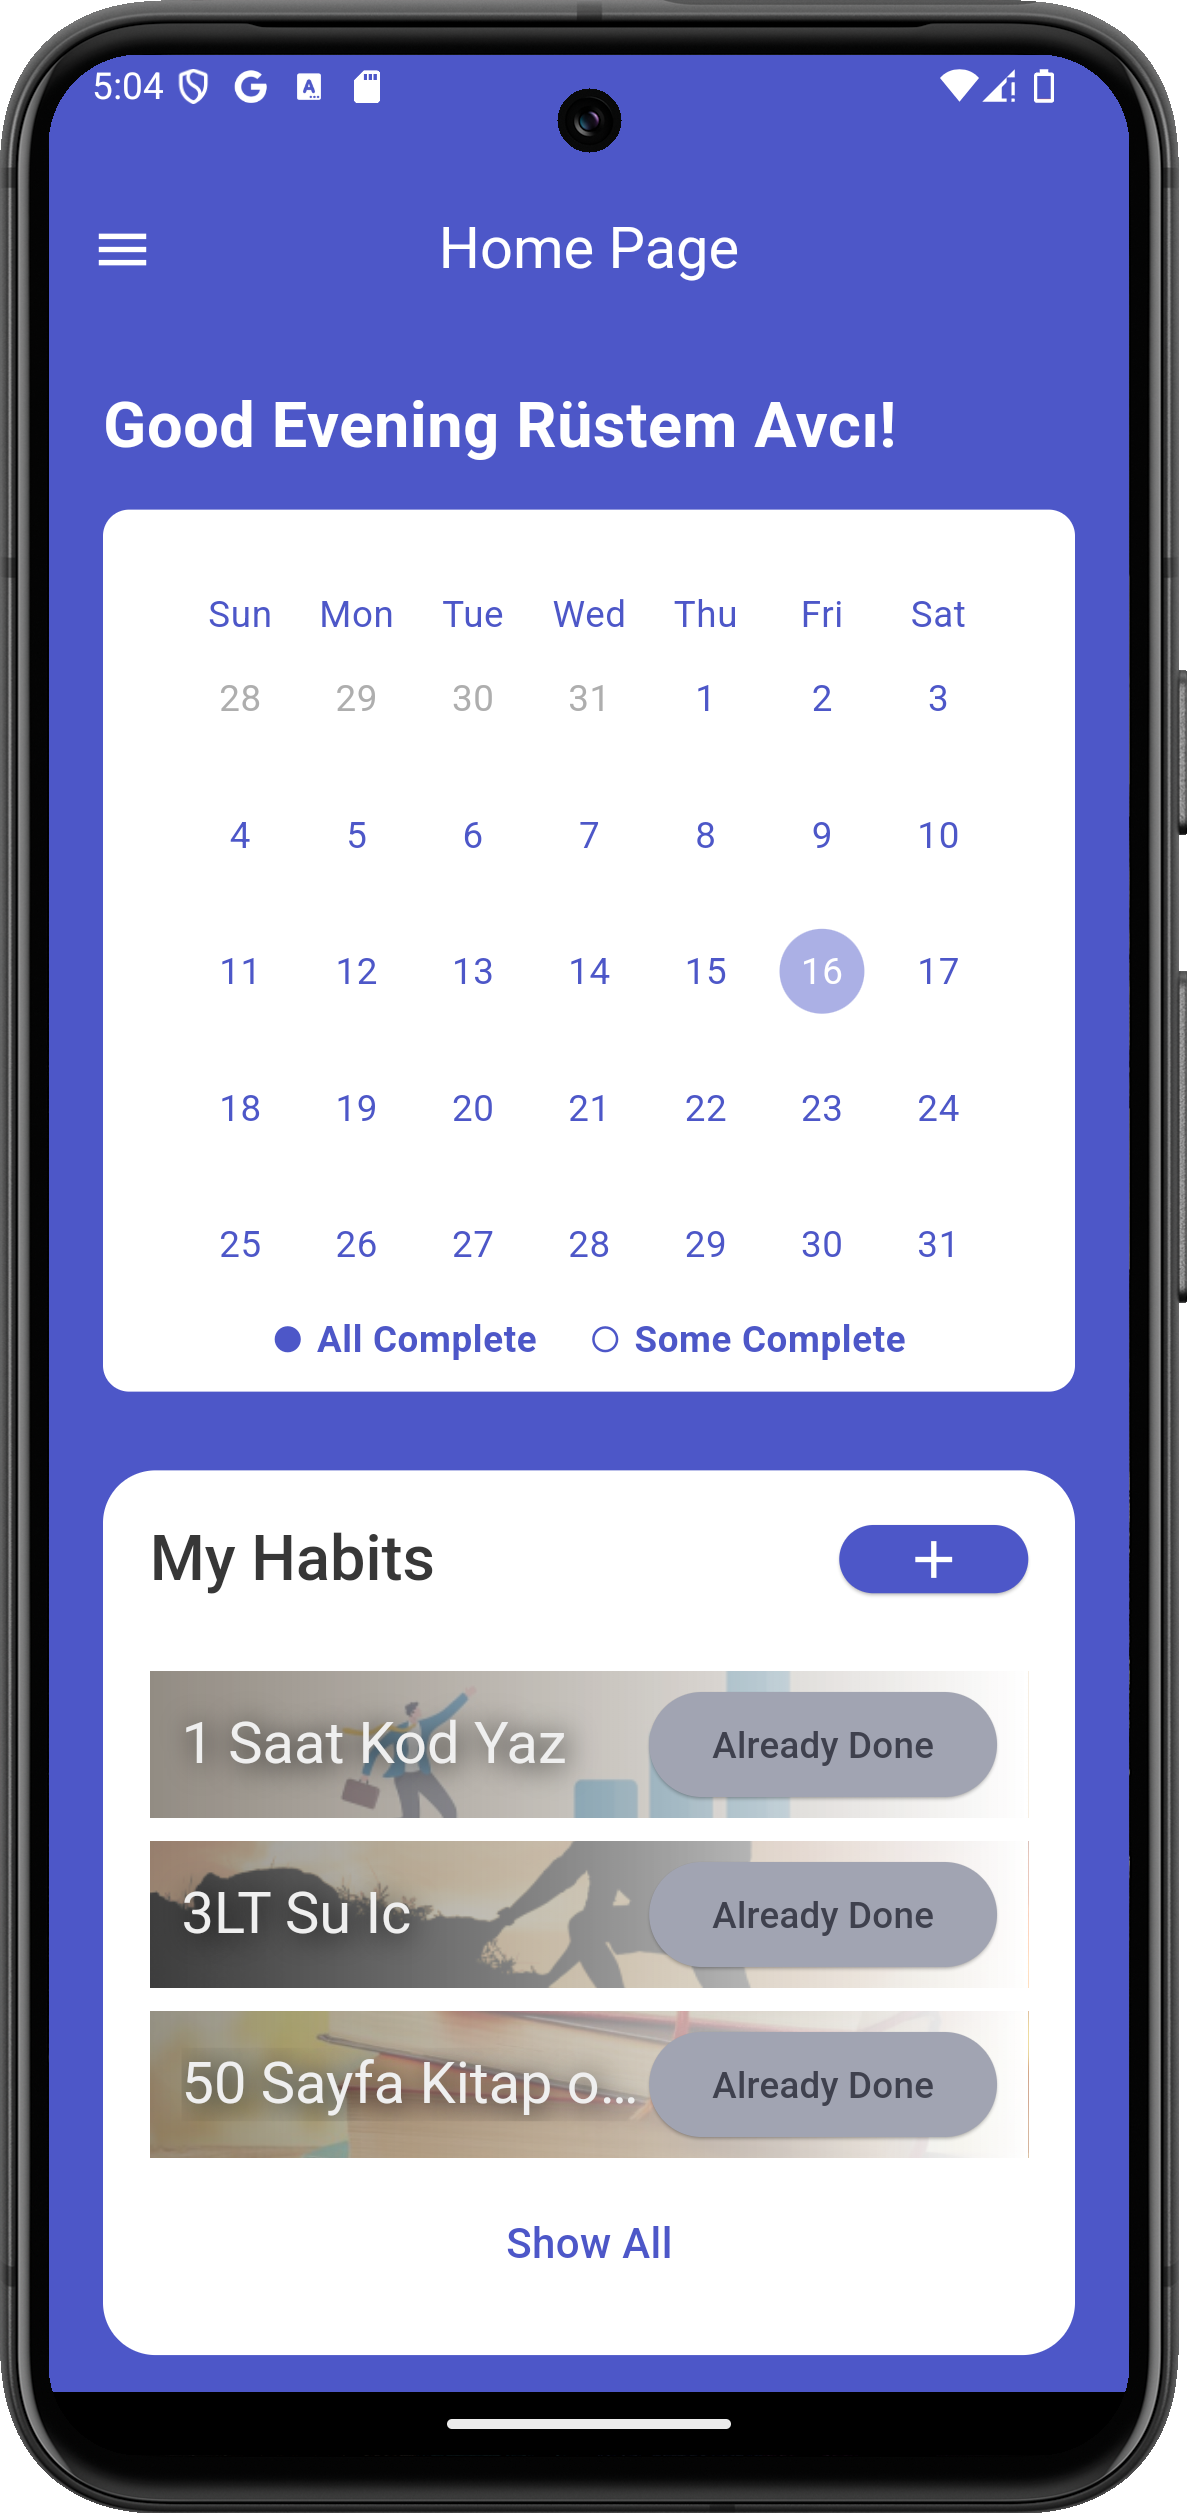 5:04
Home Page
Good Evening Rüstem Avcı!
Sun Mon Tue Wed Thu Fri Sat
28 29 30 31 1 2 3
4 5 6 7 8 9 10
11 12 13 14 15 16 17
18 19 20 21 22 23 24
25 26 27 28 29 30 31
All Complete Some Complete
My Habits +
1 Saat Kod Yaz Already Done
3LT Su Ic Already Done
50 Sayfa Kitap o... Already Done
Show All